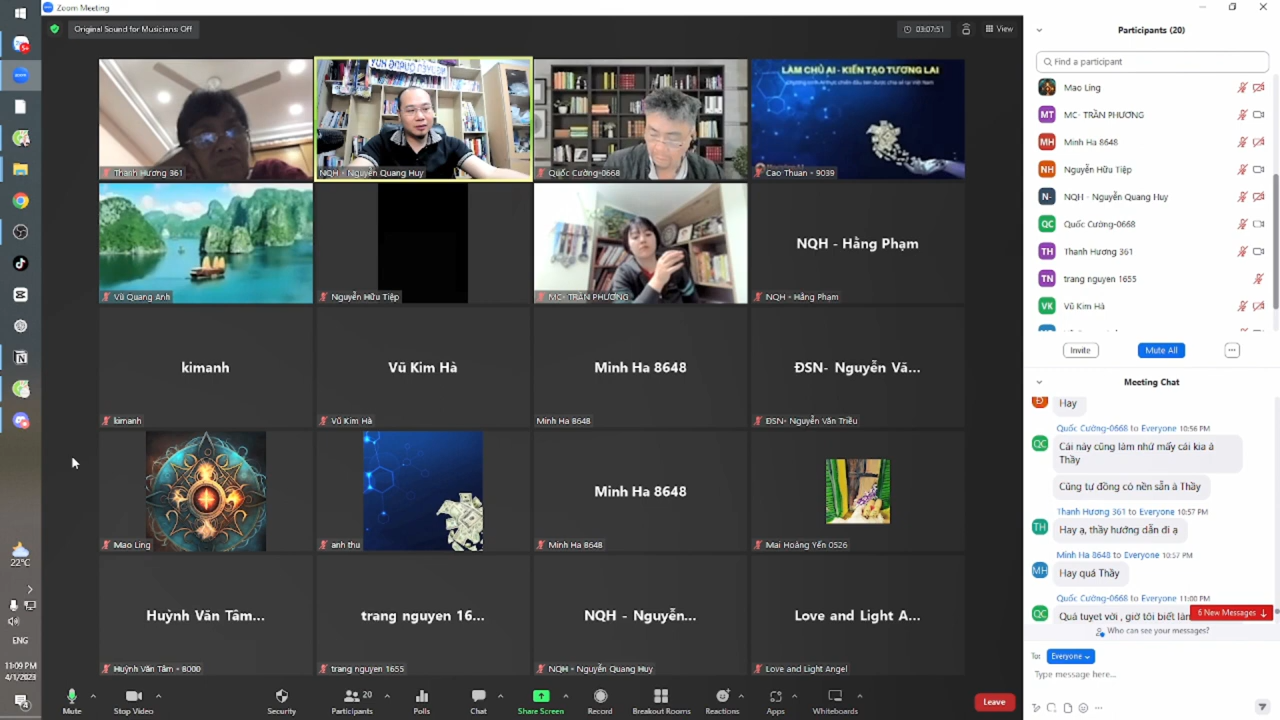 Zoom Meeting
Original Sound for Musicians: Off
03:07:51
View
Participants (20)
Find a participant
LÀM CHỦ AI - KIẾN TẠO TƯƠNG LAI
Thanh Hương 361
NQH - Nguyễn Quang Huy
Quốc Cường-0668
Cao Thuan - 9039
Vũ Quang Anh
Nguyễn Hữu Tiệp
MC- TRẦN PHƯƠNG
NQH - Hằng Phạm
NQH - Hằng Phạm
kimanh
Vũ Kim Hà
Minh Ha 8648
ĐSN- Nguyễn Vă...
kimanh
Vũ Kim Hà
Minh Ha 8648
ĐSN- Nguyễn Văn Triều
Minh Ha 8648
Mao Ling
anh thu
Minh Ha 8648
Mai Hoàng Yến 0526
Huỳnh Văn Tâm...
trang nguyen 16...
NQH - Nguyễn...
Love and Light A...
Huỳnh Văn Tâm - 8000
trang nguyen 1655
NQH - Nguyễn Quang Huy
Love and Light Angel
Mute
Stop Video
Security
Participants
20
Polls
Chat
Share Screen
Record
Breakout Rooms
Reactions
Apps
Whiteboards
Leave
Mao Ling
MT MC- TRẦN PHƯƠNG
MH Minh Ha 8648
NH Nguyễn Hữu Tiệp
N- NQH - Nguyễn Quang Huy
QC Quốc Cường-0668
TH Thanh Hương 361
TN trang nguyen 1655
VK Vũ Kim Hà
Invite
Mute All
Meeting Chat
Hay
Quốc Cường-0668 to Everyone 10:56 PM
QC
Cái này cũng làm như mấy cái kia à
Thầy
Cũng tự động có nền sẵn à Thầy
Thanh Hương 361 to Everyone 10:57 PM
TH
Hay ạ, thầy hướng dẫn đi ạ
Minh Ha 8648 to Everyone 10:57 PM
MH
Hay quá Thầy
Quốc Cường-0668 to Everyone 11:00 PM
QC
Quá tuyệt vời , giờ tôi biết làm
6 New Messages
Who can see your messages?
To: Everyone
Type message here...
22°C
ENG
11:09 PM